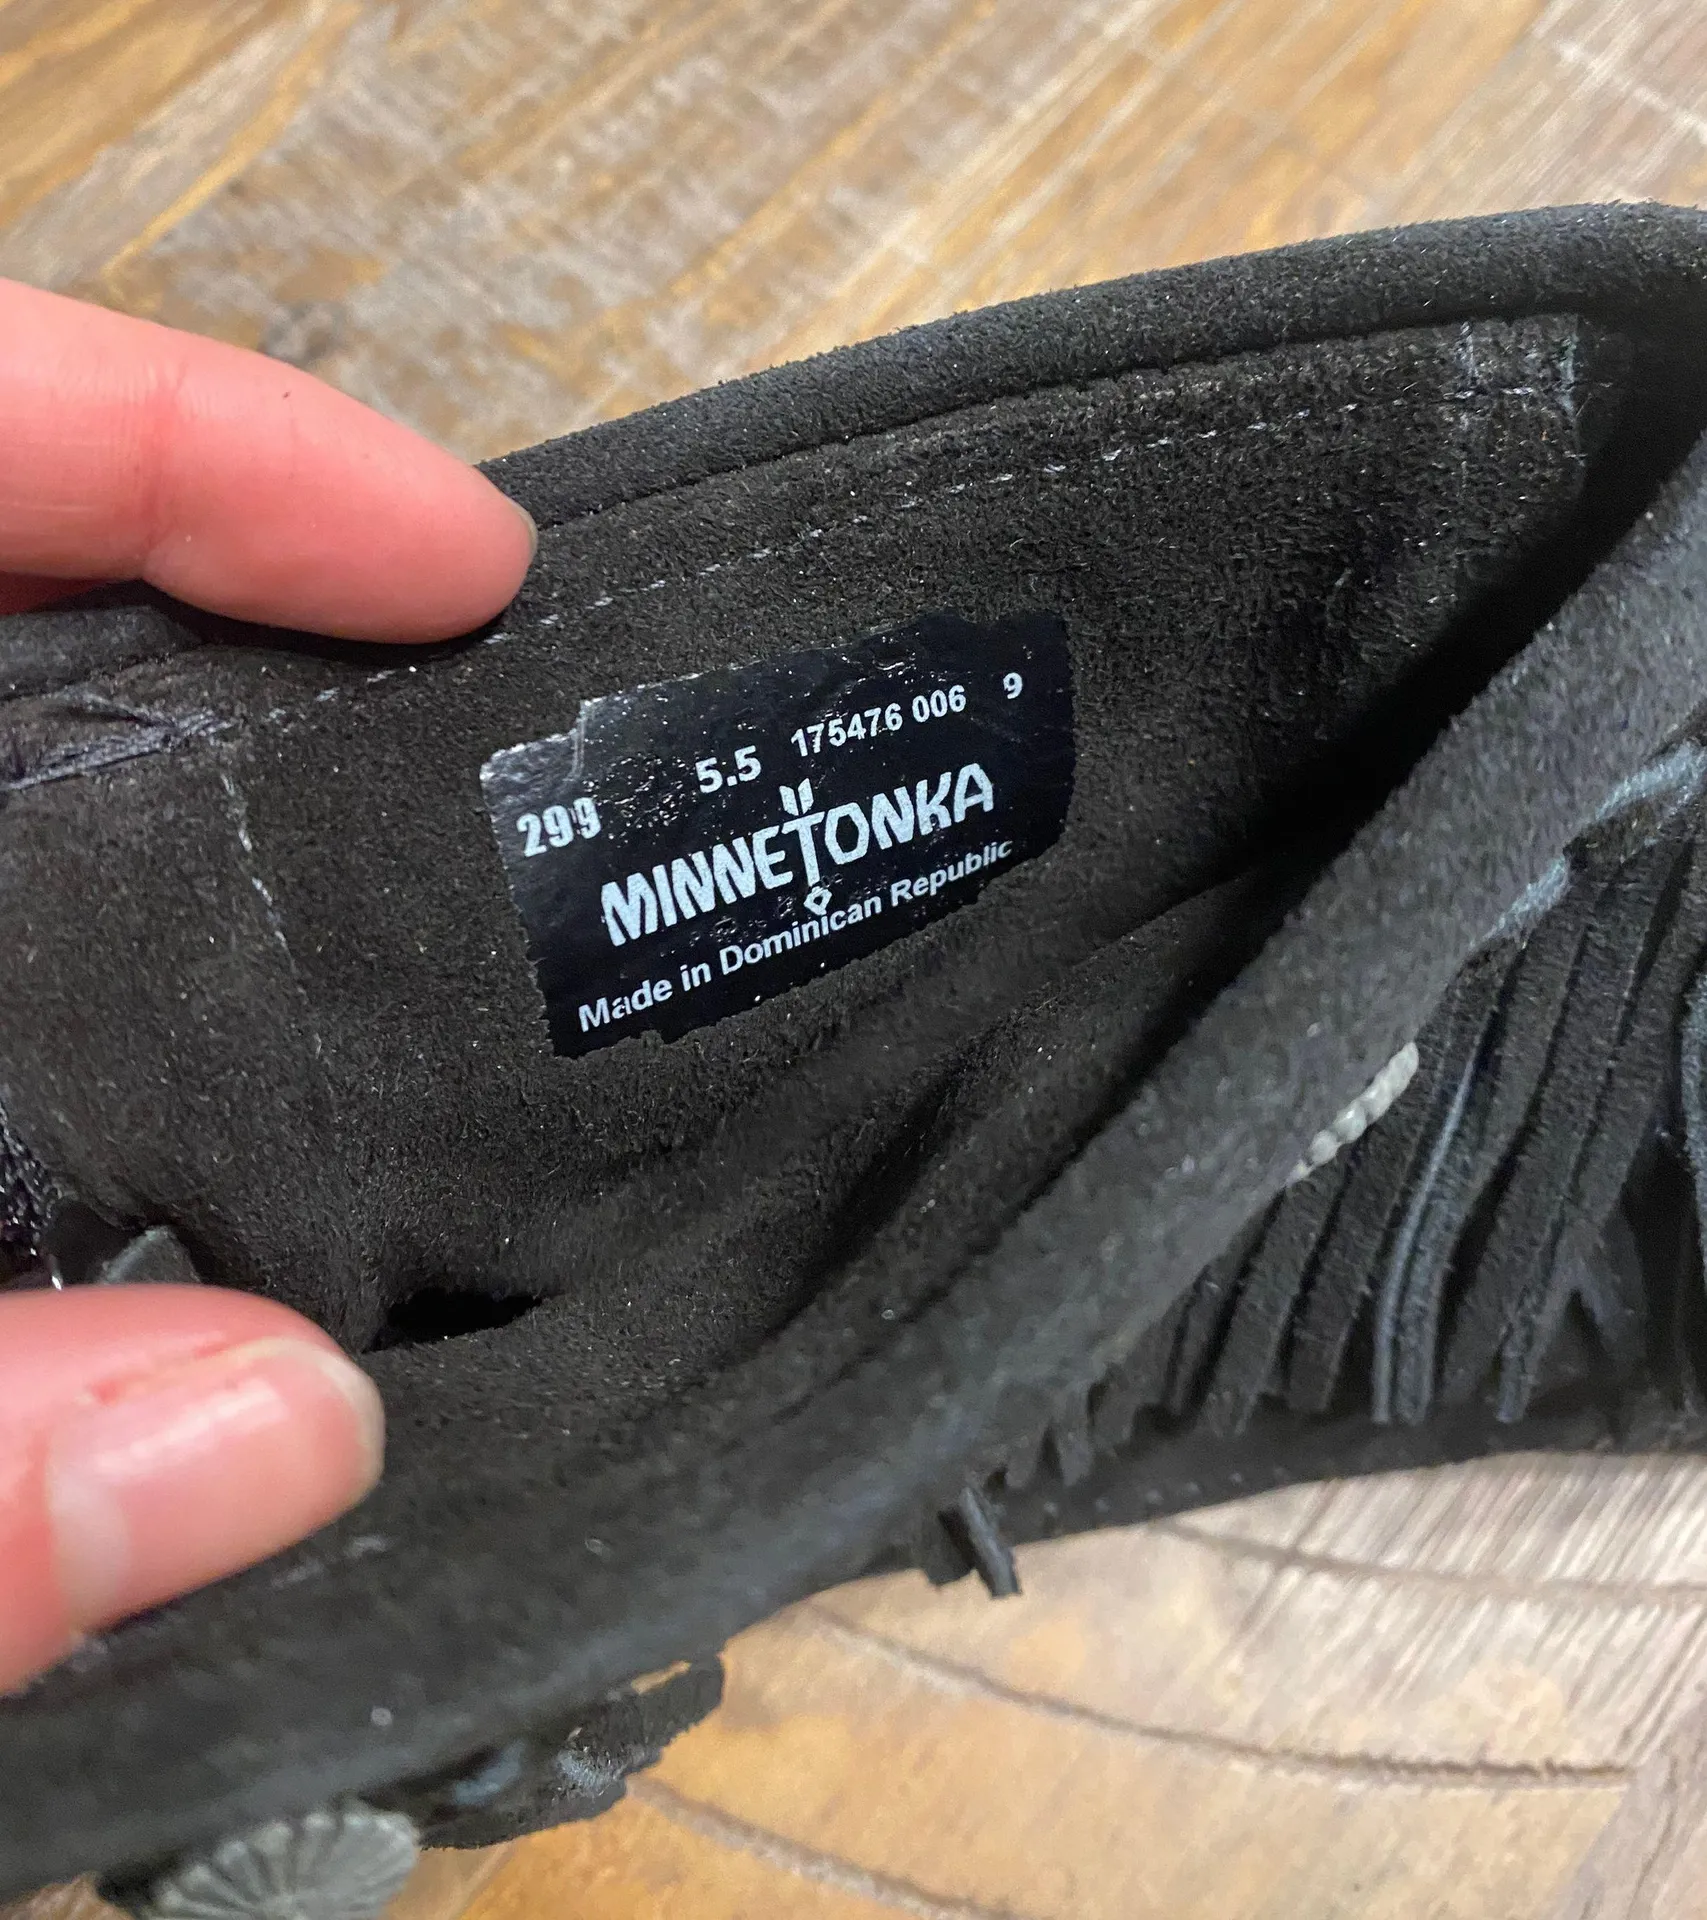 299 5.5 175476 006 9
MINNETONKA
Made in Dominican Republic